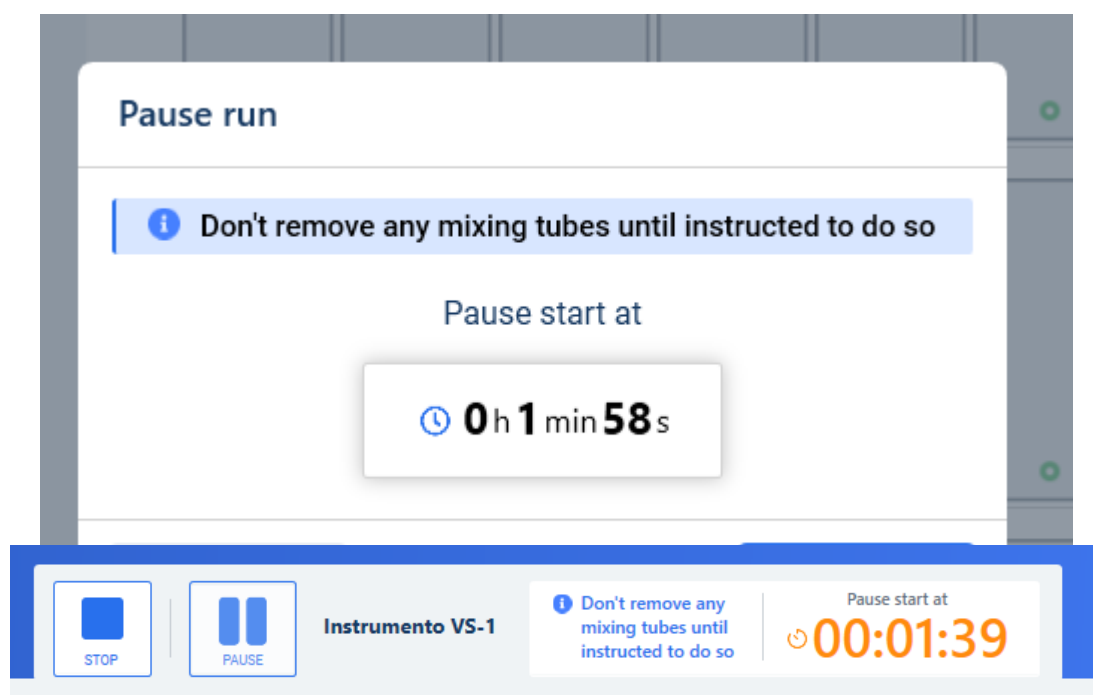 Pause run
Don't remove any mixing tubes until instructed to do so
Pause start at
0 h 1 min 58 s
STOP
PAUSE
Instrumento VS-1
Don't remove any
mixing tubes until
instructed to do so
Pause start at
00:01:39